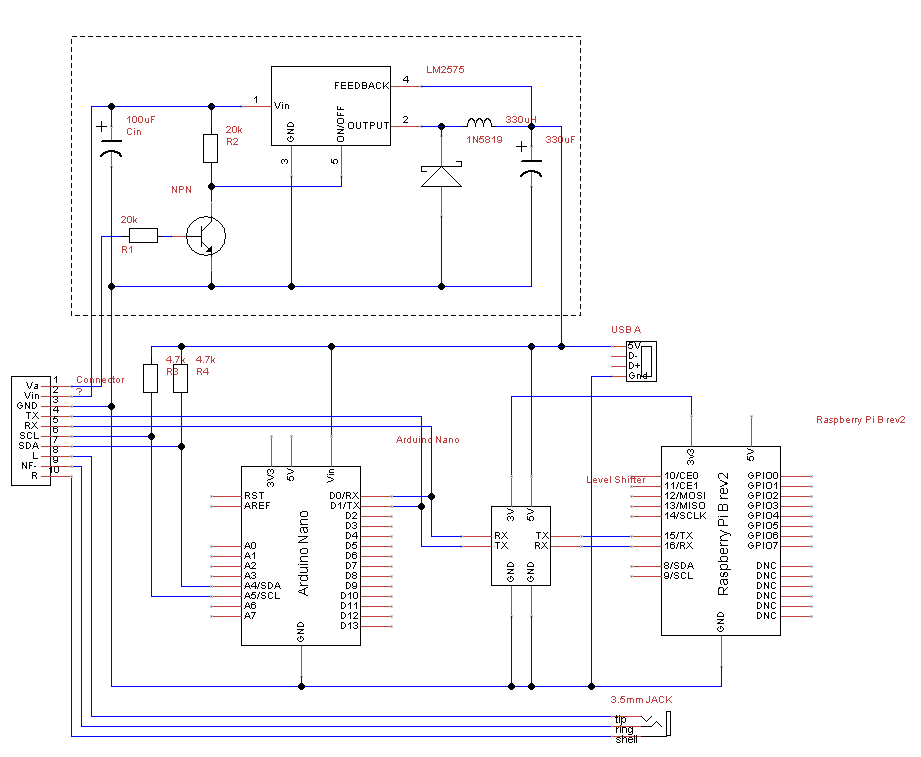 LM2575
FEEDBACK 4
1 Vin
GND
ON/OFF
OUTPUT 2
3
5
100uF
Cin
20k
R2
330uH
1N5819
330uF
NPN
20k
R1
USB A
5V
D-
D+
Gnd
4.7k
R3
4.7k
R4
Connector
?
Va 1
Vin 2
GND 3
TX 4
RX 5
SCL 6
SDA 7
L 8
NF- 9
R 10
Arduino Nano
3V3
5V
Vin
RST
AREF
A0
A1
A2
A3
A4/SDA
A5/SCL
A6
A7
Arduino Nano
D0/RX
D1/TX
D2
D3
D4
D5
D6
D7
D8
D9
D10
D11
D12
D13
GND
Level Shifter
3V
5V
RX
TX
TX
RX
GND
GND
Raspberry Pi B rev2
3v3
5V
10/CE0
11/CE1
12/MOSI
13/MISO
14/SCLK
15/TX
16/RX
8/SDA
9/SCL
Raspberry Pi B rev2
GPIO0
GPIO1
GPIO2
GPIO3
GPIO4
GPIO5
GPIO6
GPIO7
DNC
DNC
DNC
DNC
DNC
DNC
GND
3.5mm JACK
tip
ring
shell